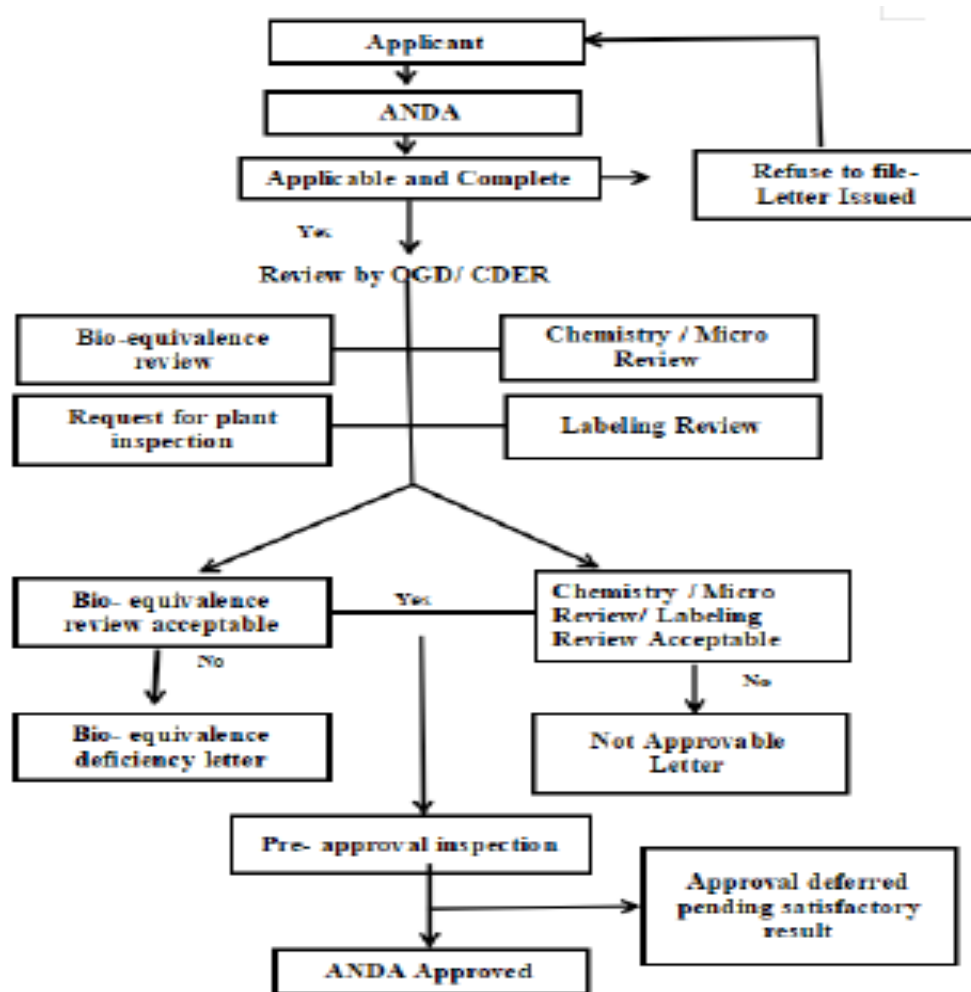 Applicant
ANDA
Applicable and Complete
Refuse to file-
Letter Issued
Yes
Review by OGD/ CDER
Bio-equivalence
review
Chemistry / Micro
Review
Request for plant
inspection
Labeling Review
Bio- equivalence
review acceptable
Yes
Chemistry / Micro
Review/ Labeling
Review Acceptable
No
No
Bio- equivalence
deficiency letter
Not Approvable
Letter
Pre- approval inspection
Approval deferred
pending satisfactory
result
ANDA Approved